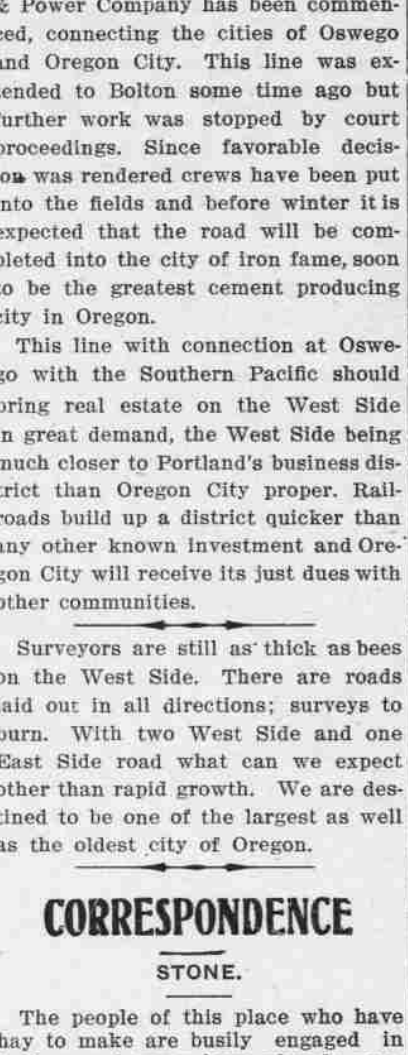 & Power Company has been commen-
ced, connecting the cities of Oswego
and Oregon City. This line was ex-
tended to Bolton some time ago but
further work was stopped by court
proceedings. Since favorable decis-
ion was rendered crews have been put
into the fields and before winter it is
expected that the road will be com-
pleted into the city of iron fame, soon
to be the greatest cement producing
city in Oregon.
This line with connection at Oswe-
go with the Southern Pacific should
bring real estate on the West Side
in great demand, the West Side being
much closer to Portland's business dis-
trict than Oregon City proper. Rail-
roads build up a district quicker than
any other known investment and Ore-
gon City will receive its just dues with
other communities.
Surveyors are still as thick as bees
on the West Side. There are roads
laid out in all directions; surveys to
burn. With two West Side and one
East Side road what can we expect
other than rapid growth. We are des-
tined to be one of the largest as well
as the oldest city of Oregon.
CORRESPONDENCE
STONE.
The people of this place who have
hay to make are busily engaged in